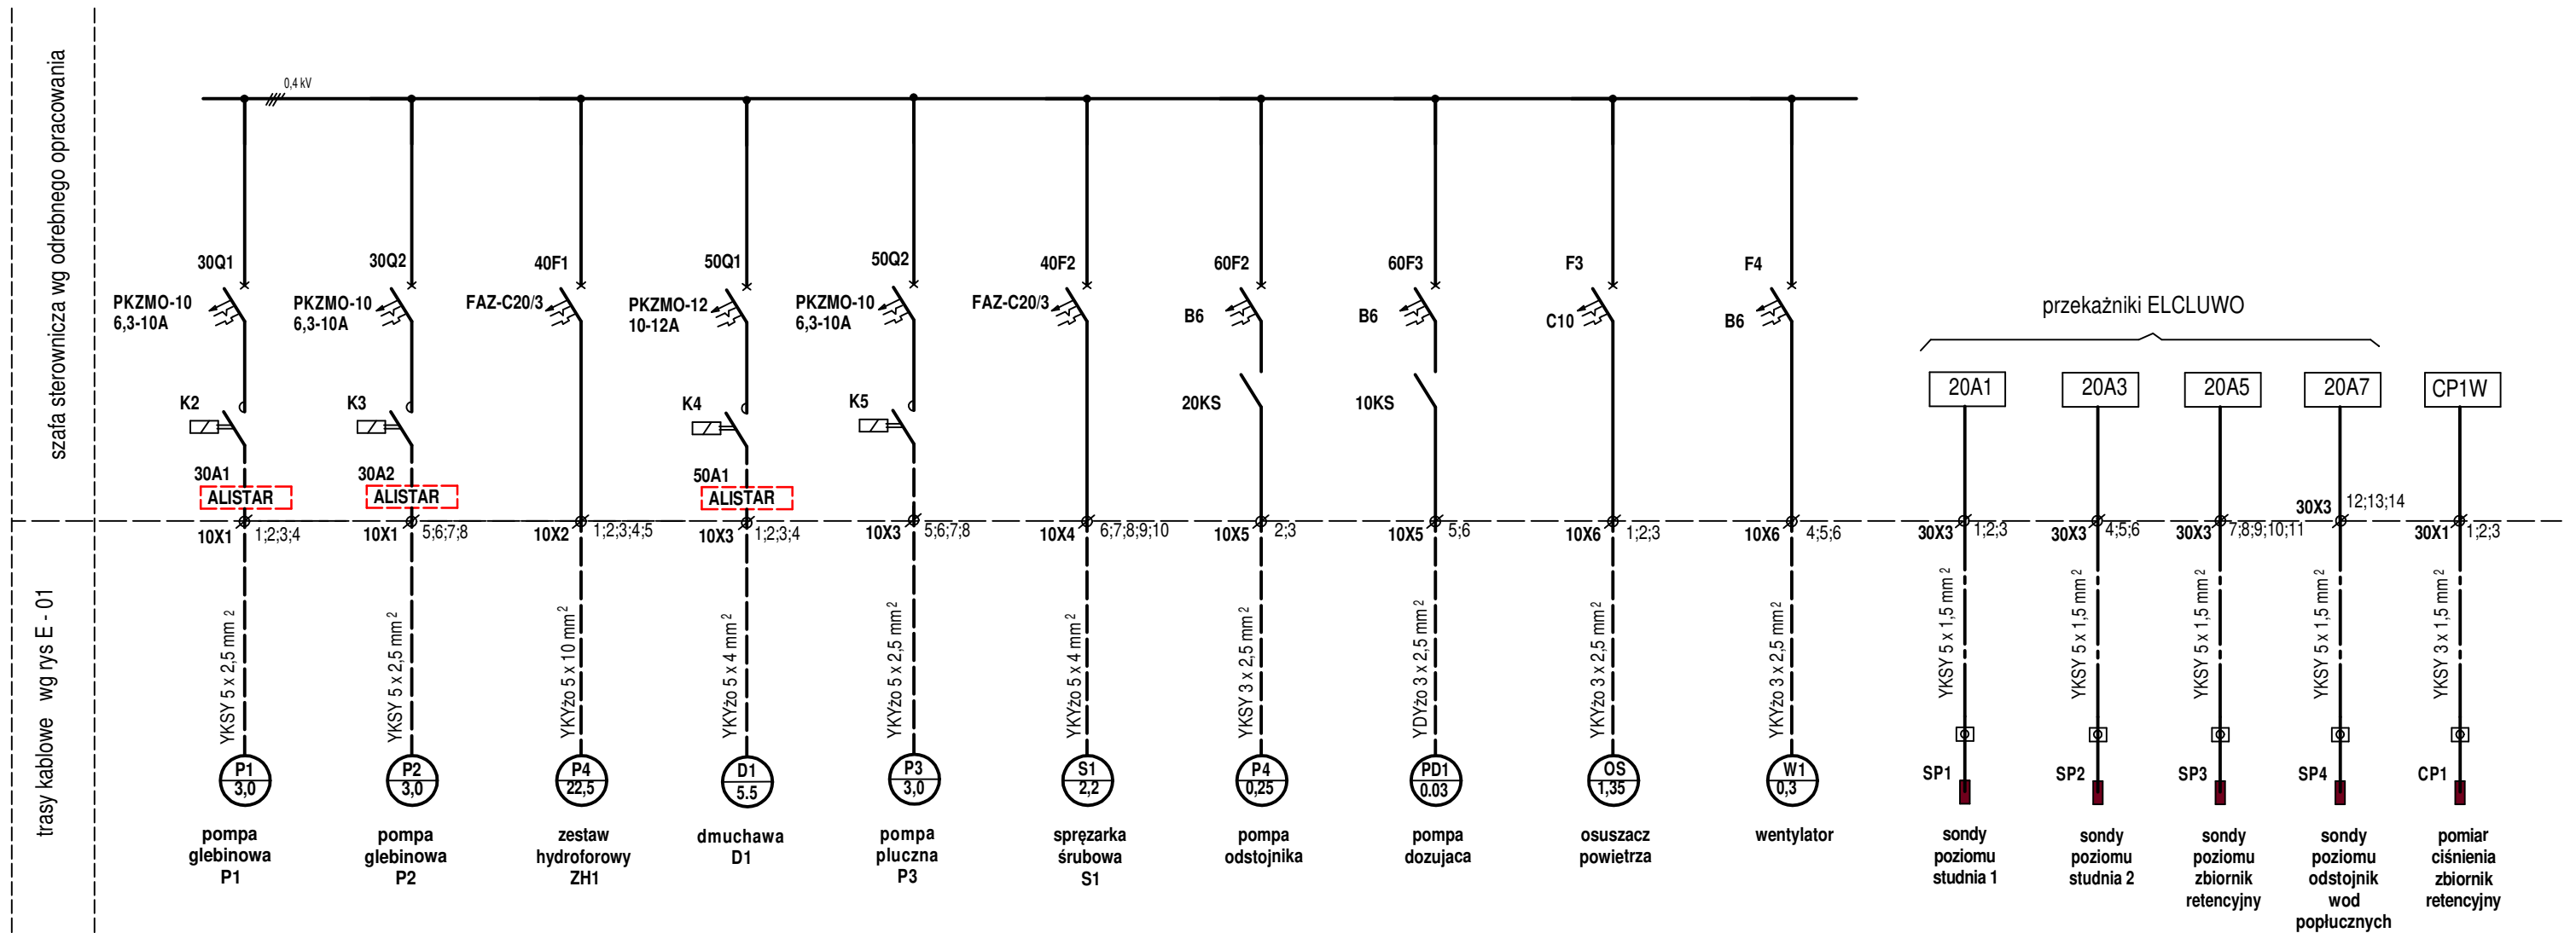 szafa sterownicza wg odrebnego opracowania
trasy kablowe wg rys E - 01
0,4 kV
30Q1
PKZMO-10
6,3-10A
K2
30A1
ALISTAR
10X1
1;2;3;4
YKSY 5 x 2,5 mm²
P1
3,0
pompa
glebinowa
P1
30Q2
PKZMO-10
6,3-10A
K3
30A2
ALISTAR
10X1
5;6;7;8
YKSY 5 x 2,5 mm²
P2
3,0
pompa
glebinowa
P2
40F1
FAZ-C20/3
10X2
1;2;3;4;5
YKYżo 5 x 10 mm²
P4
22,5
zestaw
hydroforowy
ZH1
50Q1
PKZMO-12
10-12A
K4
50A1
ALISTAR
10X3
1;2;3;4
YKYżo 5 x 4 mm²
D1
5.5
dmuchawa
D1
50Q2
PKZMO-10
6,3-10A
K5
10X3
5;6;7;8
YKYżo 5 x 2,5 mm²
P3
3,0
pompa
pluczna
P3
40F2
FAZ-C20/3
10X4
6;7;8;9;10
YKYżo 5 x 4 mm²
S1
2,2
spręzarka
śrubowa
S1
60F2
B6
20KS
10X5
2;3
YKSY 3 x 2,5 mm²
P4
0,25
pompa
odstojnika
60F3
B6
10KS
10X5
5;6
YDYżo 3 x 2,5 mm²
PD1
0.03
pompa
dozujaca
F3
C10
10X6
1;2;3
YKYżo 3 x 2,5 mm²
OS
1,35
osuszacz
powietrza
F4
B6
10X6
4;5;6
YKYżo 3 x 2,5 mm²
W1
0,3
wentylator
przekażniki ELCLUWO
20A1
30X3
1;2;3
YKSY 5 x 1,5 mm²
SP1
sondy
poziomu
studnia 1
20A3
30X3
4;5;6
YKSY 5 x 1,5 mm²
SP2
sondy
poziomu
studnia 2
20A5
30X3
7;8;9;10;11
YKSY 5 x 1,5 mm²
SP3
sondy
poziomu
zbiornik
retencyjny
20A7
30X3
12;13;14
YKSY 5 x 1,5 mm²
SP4
sondy
poziomu
odstojnik
wod
popłucznych
CP1W
30X1
1;2;3
YKSY 3 x 1,5 mm²
CP1
pomiar
ciśnienia
zbiornik
retencyjny